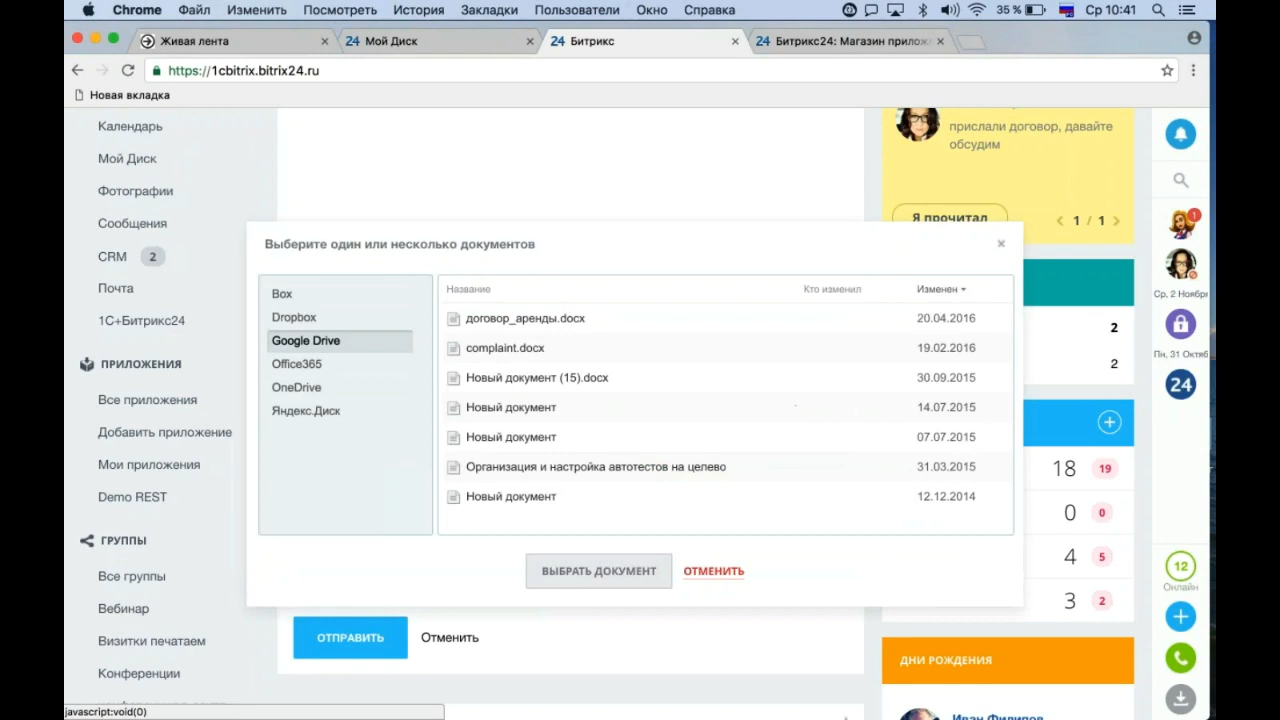 Chrome Файл Изменить Посмотреть История Закладки Пользователи Окно Справка 35 % Ср 10:41
Живая лента × 24 Мой Диск × 24 Битрикс × 24 Битрикс24: Магазин прилож ×
https://1cbitrix.bitrix24.ru
Новая вкладка
Календарь
Мой Диск
Фотографии
Сообщения
CRM 2
Почта
1С+Битрикс24
ПРИЛОЖЕНИЯ
Все приложения
Добавить приложение
Мои приложения
Demo REST
ГРУППЫ
Все группы
Вебинар
Визитки печатаем
Конференции
javascript:void(0)
Выберите один или несколько документов ×
Box
Dropbox
Google Drive
Office365
OneDrive
Яндекс.Диск
Название Кто изменил Изменен
договор_аренды.docx 20.04.2016
complaint.docx 19.02.2016
Новый документ (15).docx 30.09.2015
Новый документ 14.07.2015
Новый документ 07.07.2015
Организация и настройка автотестов на целево 31.03.2015
Новый документ 12.12.2014
ВЫБРАТЬ ДОКУМЕНТ ОТМЕНИТЬ
ОТПРАВИТЬ Отменить
прислали договор, давайте
обсудим
Я прочитал 1 / 1
2
2
18 19
0 0
4 5
3 2
ДНИ РОЖДЕНИЯ
Иван Филипов
1
Ср, 2 Ноябр
Пн, 31 Октяб
24
12
Онлайн